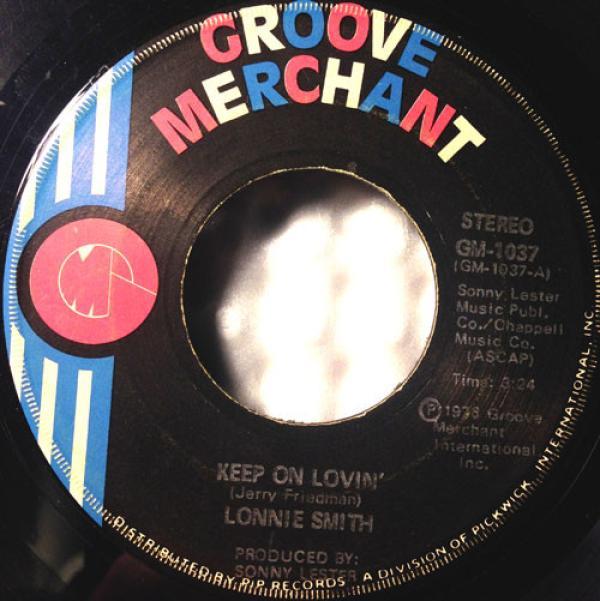 GROOVE
MERCHANT
STEREO
GM-1037
(GM-1037-A)
Sonny Lester
Music Publ.
Co./Chappell
Music Co.
(ASCAP)
Time: 3:24
Ⓟ Groove
Merchant
International
Inc.
KEEP ON LOVIN'
(Jerry Friedman)
LONNIE SMITH
PRODUCED BY:
SONNY LESTER
DISTRIBUTED BY P.I.P. RECORDS - A DIVISION OF PICKWICK INTERNATIONAL, INC.